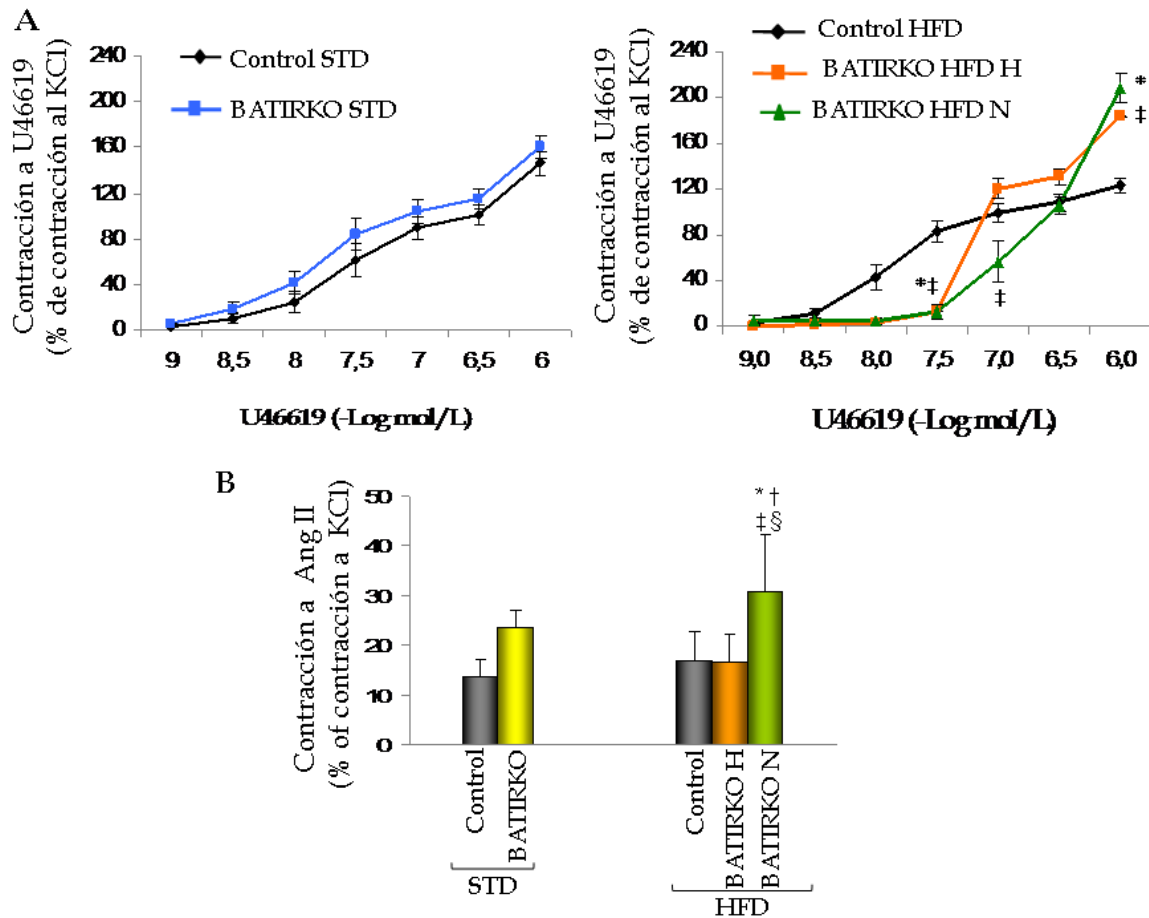 A
Contracción a U46619
(% de contracción al KCl)
240
200
160
120
80
40
0
Control STD
BATIRKO STD
9 8,5 8 7,5 7 6,5 6
U46619 (-Log mol/L)
Contracción a U46619
(% de contracción al KCl)
240
200
160
120
80
40
0
Control HFD
BATIRKO HFD H
BATIRKO HFD N
*
‡
*‡
‡
9,0 8,5 8,0 7,5 7,0 6,5 6,0
U46619 (-Log mol/L)
B
Contracción a Ang II
(% of contracción a KCl)
50
40
30
20
10
0
* †
‡ §
Control
BATIRKO
Control
BATIRKO H
BATIRKO N
STD
HFD